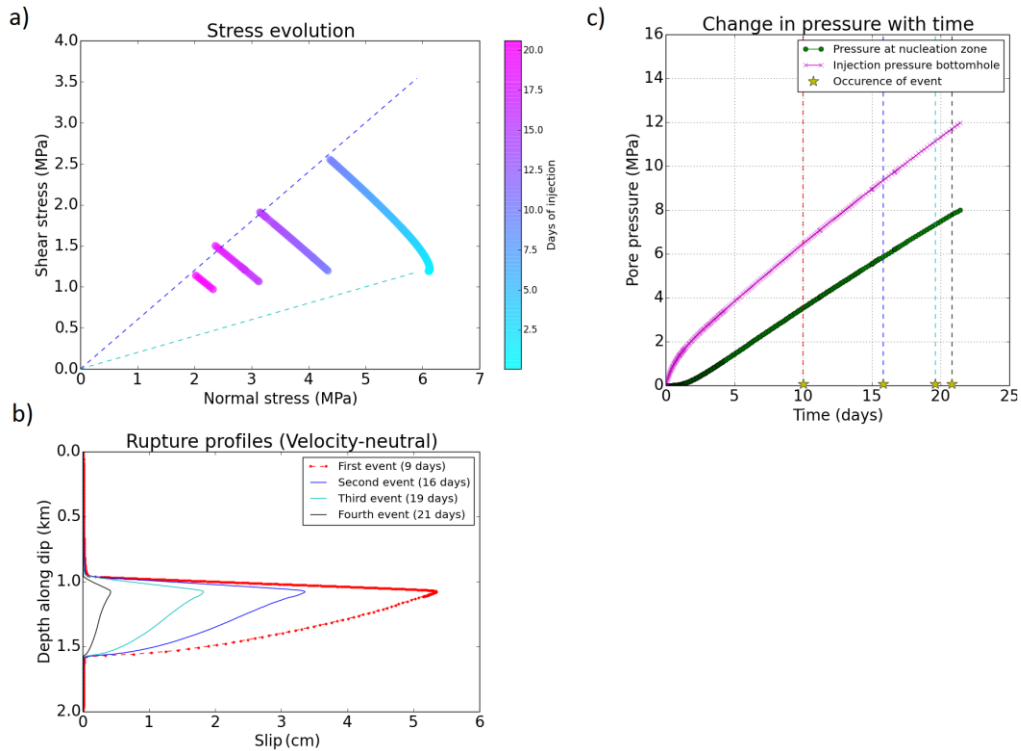 a)
Stress evolution
4.0
3.5
3.0
2.5
2.0
1.5
1.0
0.5
0.0
Shear stress (MPa)
0 1 2 3 4 5 6 7
Normal stress (MPa)
20.0
17.5
15.0
12.5
10.0
7.5
5.0
2.5
Days of injection
b)
Rupture profiles (Velocity-neutral)
First event (9 days)
Second event (16 days)
Third event (19 days)
Fourth event (21 days)
0.0
0.5
1.0
1.5
2.0
Depth along dip (km)
0 1 2 3 4 5 6
Slip (cm)
c)
Change in pressure with time
Pressure at nucleation zone
Injection pressure bottomhole
Occurence of event
16
14
12
10
8
6
4
2
0
Pore pressure (MPa)
0 5 10 15 20 25
Time (days)